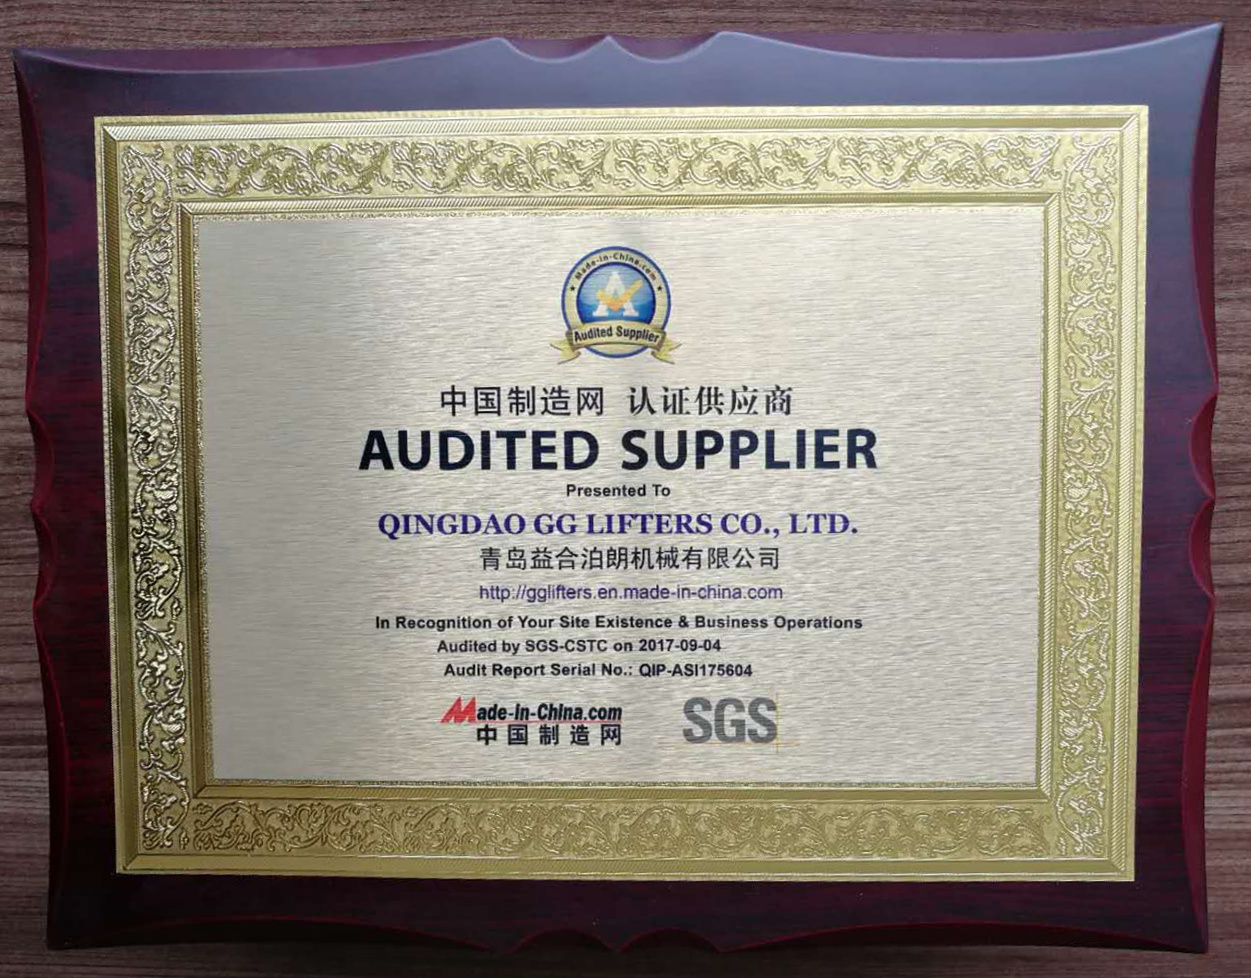 Made-in-China.com
A
Audited Supplier
中国制造网 认证供应商
AUDITED SUPPLIER
Presented To
QINGDAO GG LIFTERS CO., LTD.
青岛益合泊朗机械有限公司
http://gglifters.en.made-in-china.com
In Recognition of Your Site Existence & Business Operations
Audited by SGS-CSTC on 2017-09-04
Audit Report Serial No.: QIP-ASI175604
Made-in-China.com
中国制造网
SGS